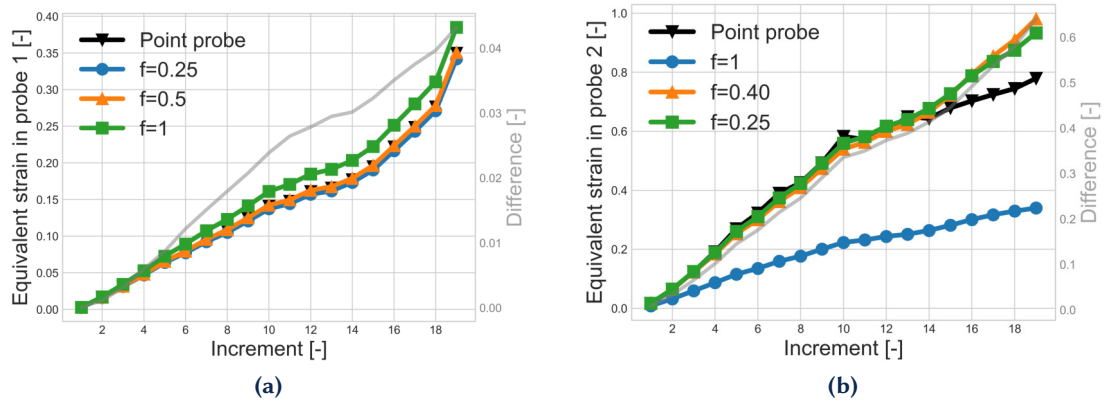 Equivalent strain in probe 1 [-]
0.40
0.35
0.30
0.25
0.20
0.15
0.10
0.05
0.00
Point probe
f=0.25
f=0.5
f=1
0.04
0.03
0.02
0.01
0.00
Difference [-]
2 4 6 8 10 12 14 16 18
Increment [-]
(a)
Equivalent strain in probe 2 [-]
1.0
0.8
0.6
0.4
0.2
0.0
Point probe
f=1
f=0.40
f=0.25
0.6
0.5
0.4
0.3
0.2
0.1
0.0
Difference [-]
2 4 6 8 10 12 14 16 18
Increment [-]
(b)